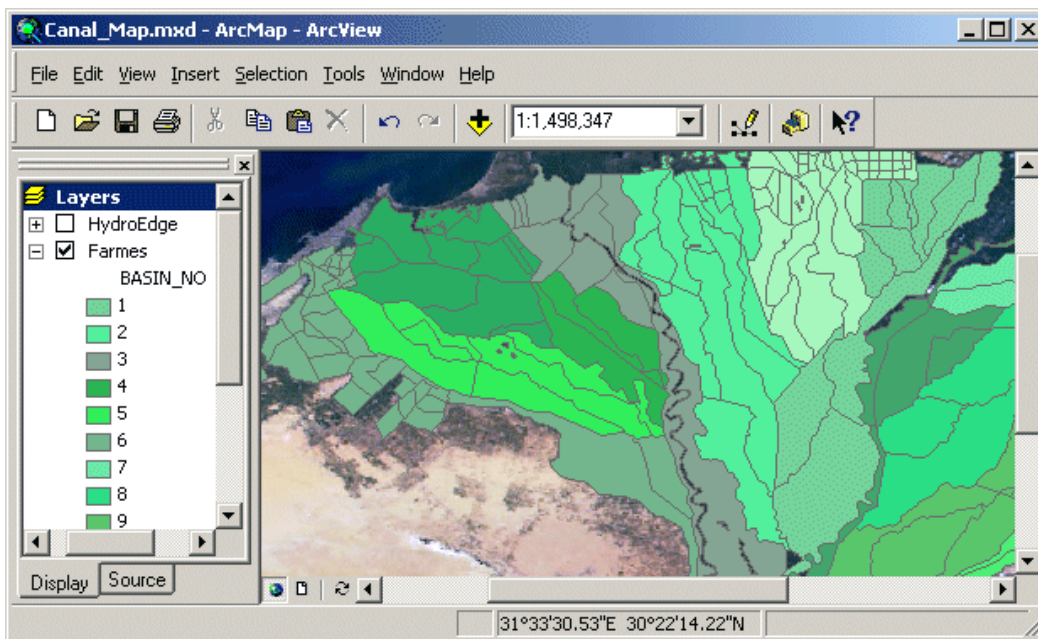 Canal_Map.mxd - ArcMap - ArcView
File Edit View Insert Selection Tools Window Help
1:1,498,347
Layers
HydroEdge
Farmes
BASIN_NO
1
2
3
4
5
6
7
8
9
Display Source
31°33'30.53"E 30°22'14.22"N